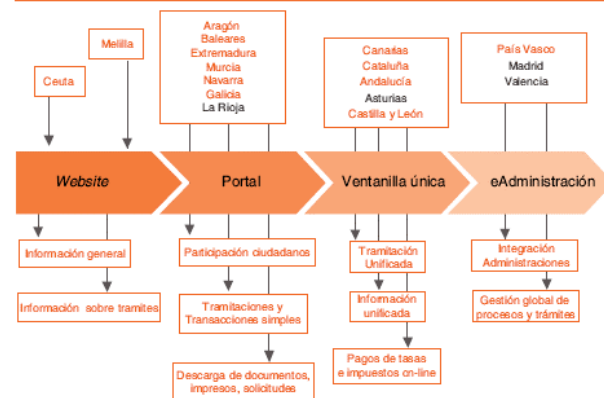 Melilla
Ceuta
Aragón
Baleares
Extremadura
Murcia
Navarra
Galicia
La Rioja
Canarias
Cataluña
Andalucía
Asturias
Castilla y León
País Vasco
Madrid
Valencia
Website
Portal
Ventanilla única
eAdministración
Información general
Información sobre tramites
Participación ciudadanos
Tramitaciones y
Transacciones simples
Descarga de documentos,
impresos, solicitudes
Tramitación
Unificada
Información
unificada
Pagos de tasas
e impuestos on-line
Integración
Administraciones
Gestión global de
procesos y trámites